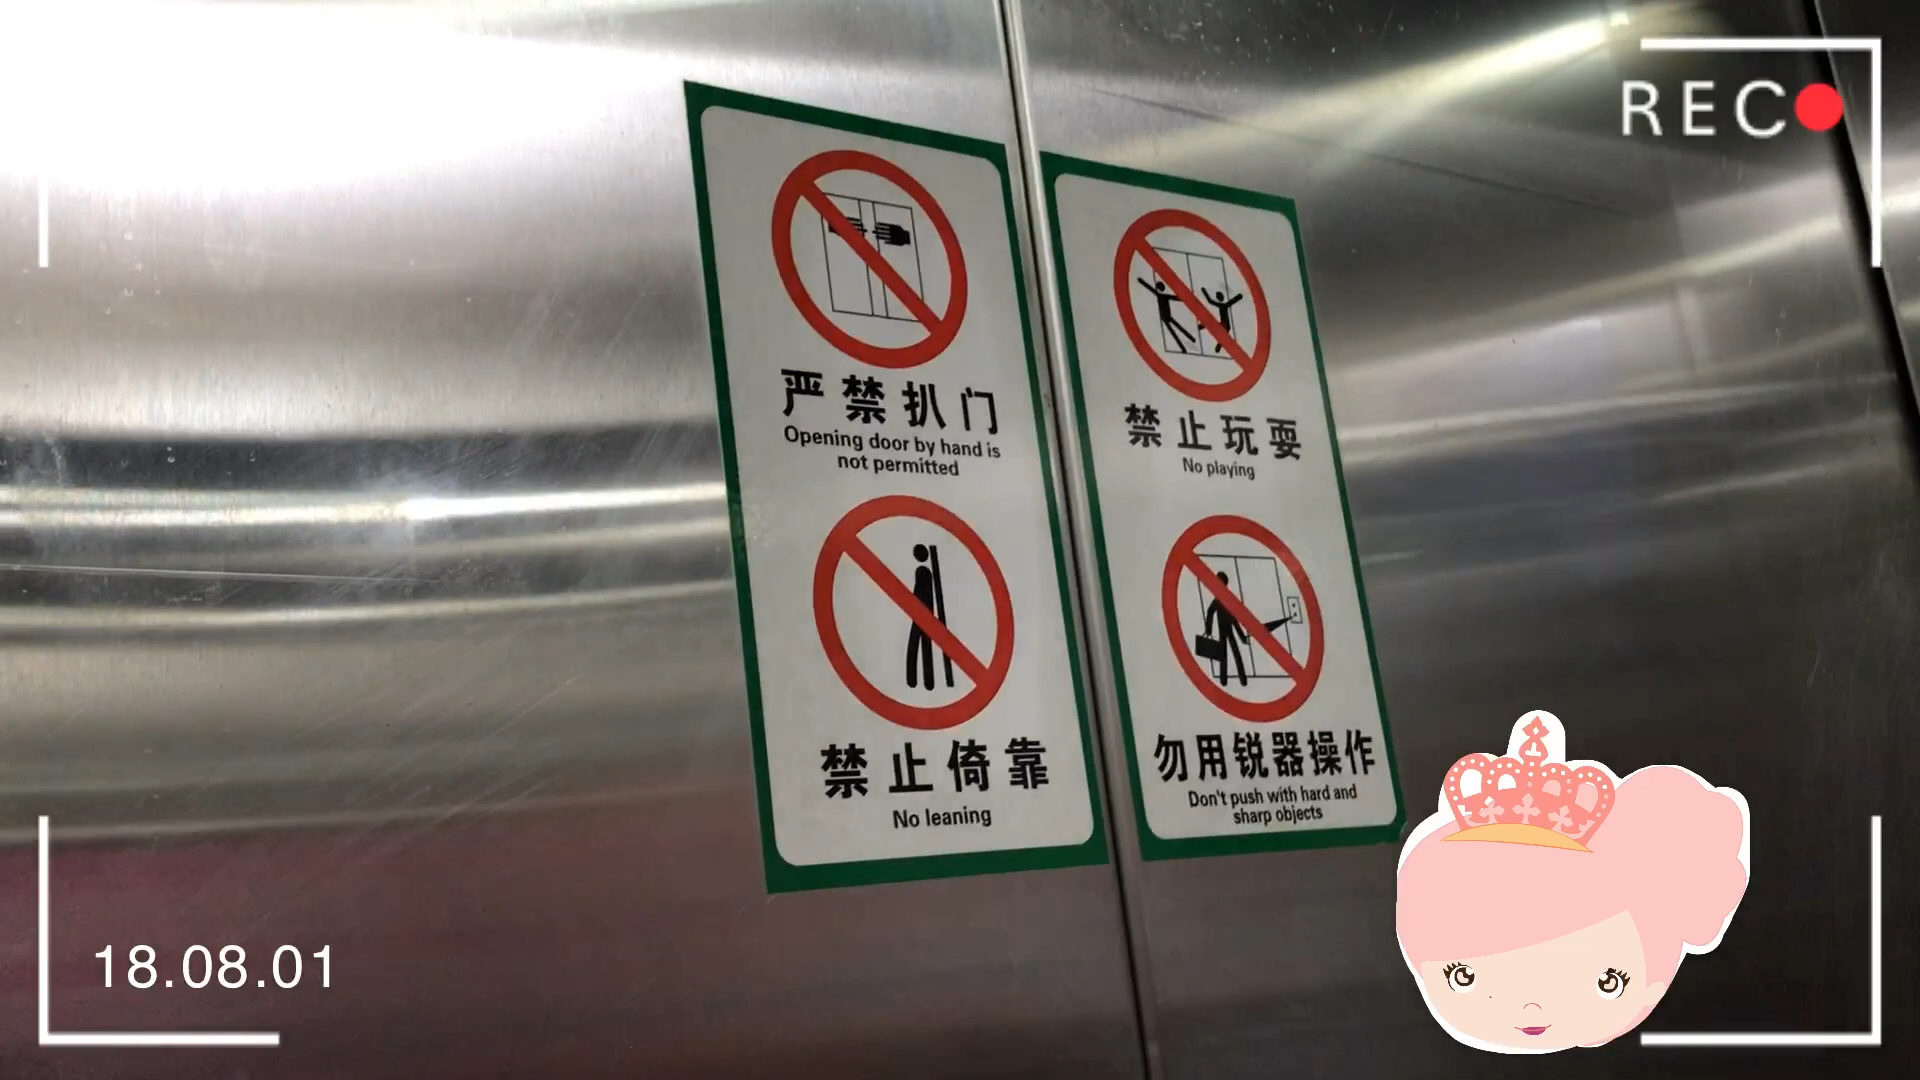 REC
严禁扒门
Opening door by hand is
not permitted
禁止倚靠
No leaning
禁止玩耍
No playing
勿用锐器操作
Don't push with hard and
sharp objects
18.08.01